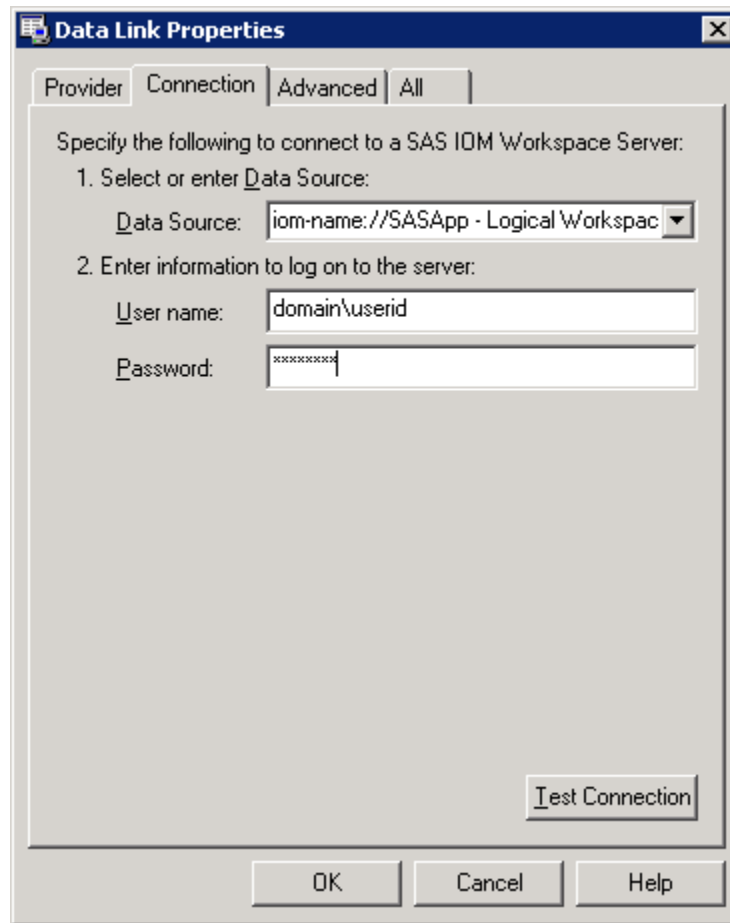 Data Link Properties
Provider Connection Advanced All
Specify the following to connect to a SAS IOM Workspace Server:
1. Select or enter Data Source:
Data Source: iom-name://SASApp - Logical Workspac
2. Enter information to log on to the server:
User name: domain\userid
Password: xxxxxxxx
Test Connection
OK Cancel Help